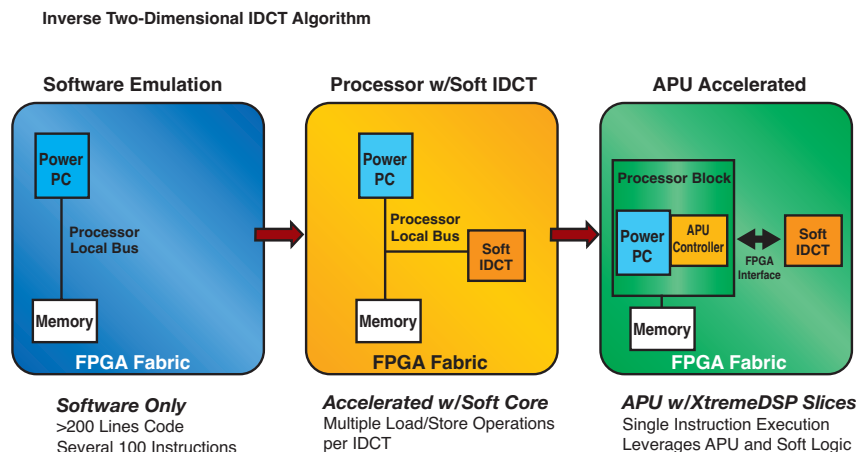 Inverse Two-Dimensional IDCT Algorithm
Software Emulation
Power
PC
Processor
Local Bus
Memory
FPGA Fabric
Software Only
>200 Lines Code
Several 100 Instructions
Processor w/Soft IDCT
Power
PC
Processor
Local Bus
Soft
IDCT
Memory
FPGA Fabric
Accelerated w/Soft Core
Multiple Load/Store Operations
per IDCT
APU Accelerated
Processor Block
Power
PC
APU
Controller
FPGA
Interface
Soft
IDCT
Memory
FPGA Fabric
APU w/XtremeDSP Slices
Single Instruction Execution
Leverages APU and Soft Logic